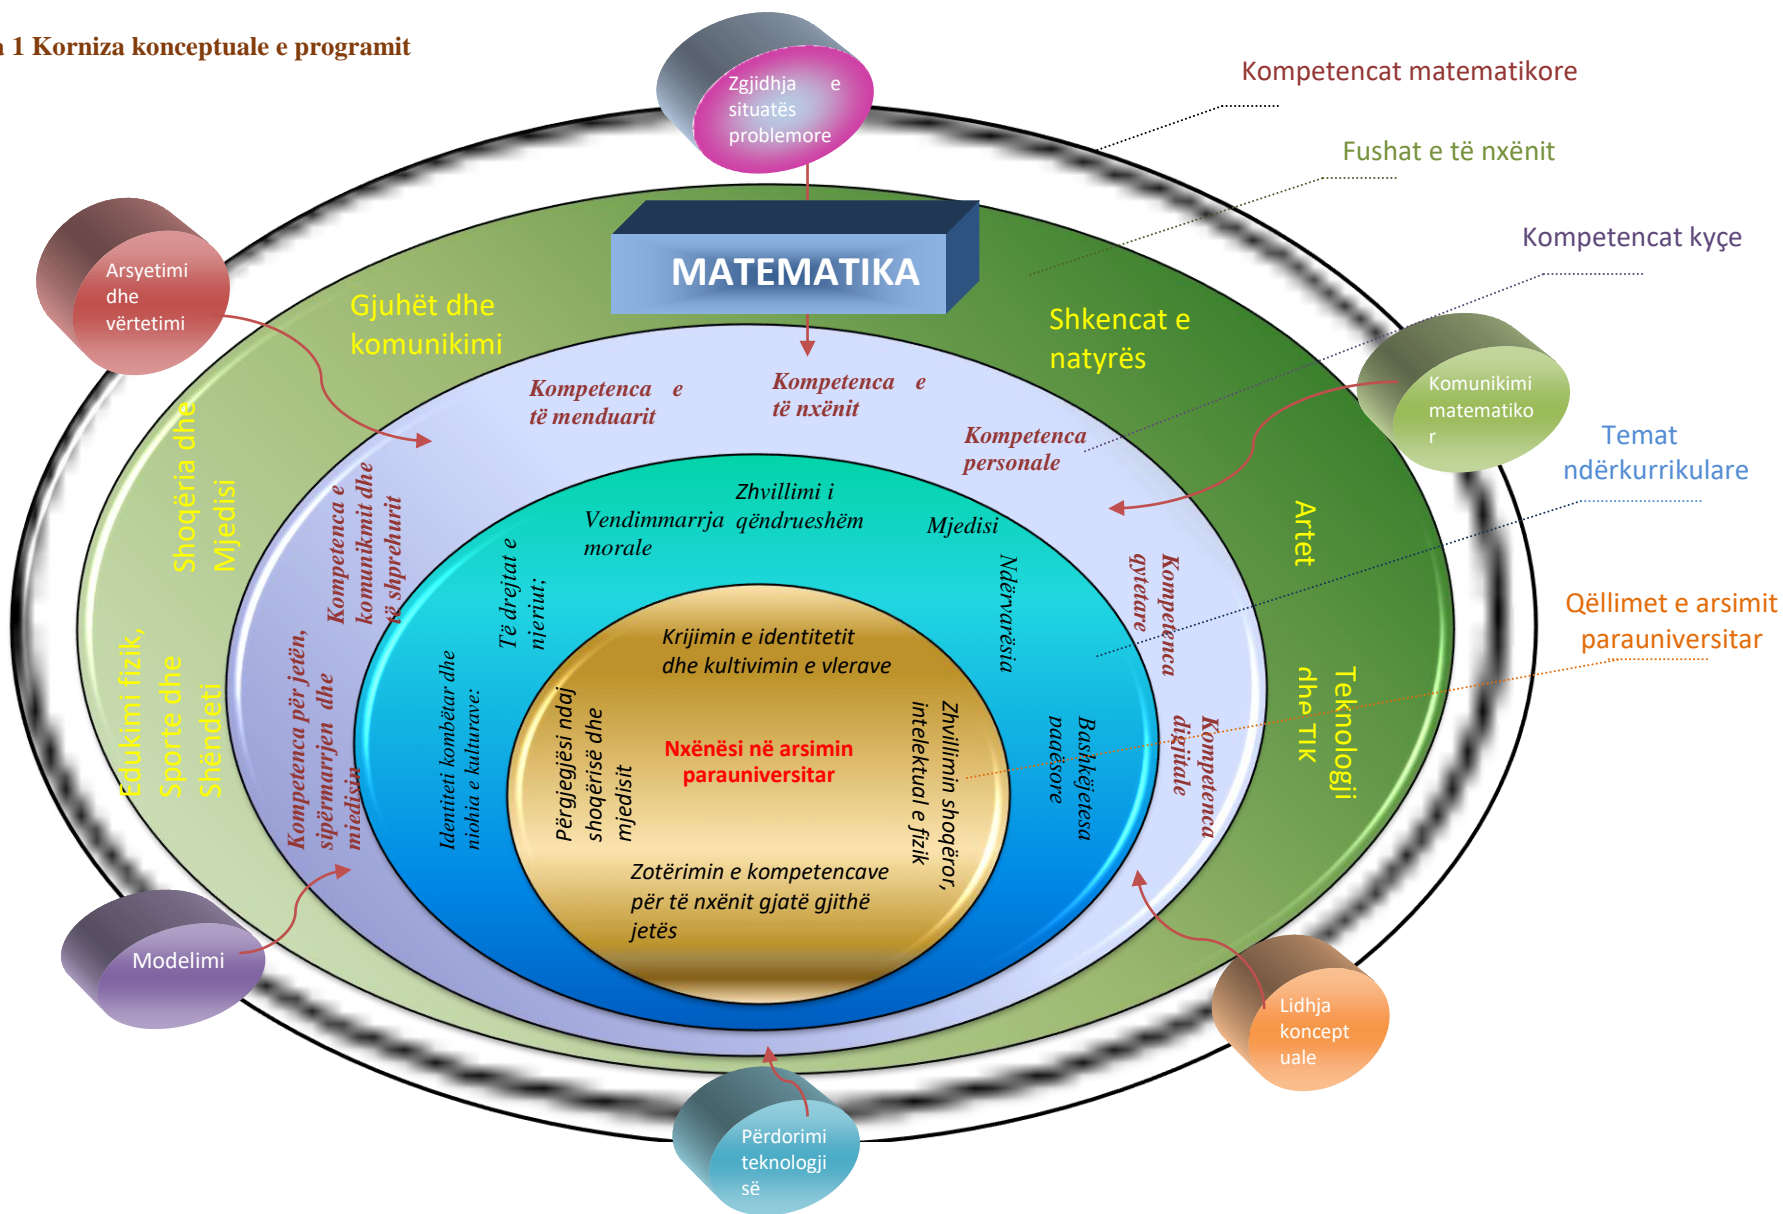 a 1 Korniza konceptuale e programit
Zgjidhja e
situatës
problemore
Kompetencat matematikore
Fushat e të nxënit
Kompetencat kyçe
Temat
ndërkurrikulare
Qëllimet e arsimit
parauniversitar
Arsyetimi
dhe
vërtetimi
MATEMATIKA
Gjuhët dhe
komunikimi
Shkencat e
natyrës
Komunikimi
matematiko
r
Shoqëria dhe
Mjedisi
Edukimi fizik,
Sporte dhe
Shëndeti
Artet
Teknologji
dhe TIK
Kompetenca e
të menduarit
Kompetenca e
të nxënit
Kompetenca
personale
Kompetenca e
komuniknmit dhe
të shprehurit
Kompetenca për jetën,
sipërmarrjen dhe
mjedisin
Kompetenca
qytetare
Kompetenca
digjitale
Zhvillimi i
qëndrueshëm
Vendimmarrja
morale
Mjedisi
Të drejtat e
njeriut;
Ndërvarësia
Identiteti kombëtar dhe
njohja e kulturave:
Bashkëjetesa
paqësore
Krijimin e identitetit
dhe kultivimin e vlerave
Përgjegjësi ndaj
shoqërisë dhe
mjedisit
Nxënësi në arsimin
parauniversitar
Zhvillimin shoqëror,
intelektual e fizik
Zotërimin e kompetencave
për të nxënit gjatë gjithë
jetës
Modelimi
Lidhja
koncept
uale
Përdorimi
teknologji
së